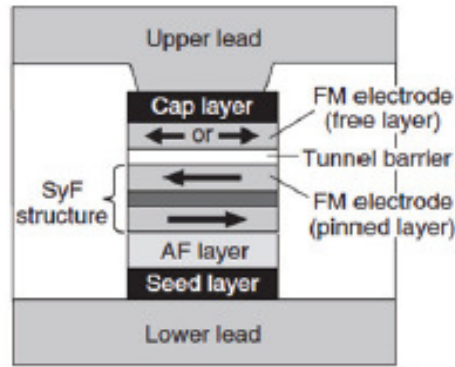 Upper lead
Cap layer
or
FM electrode
(free layer)
Tunnel barrier
SyF
structure
FM electrode
(pinned layer)
AF layer
Seed layer
Lower lead